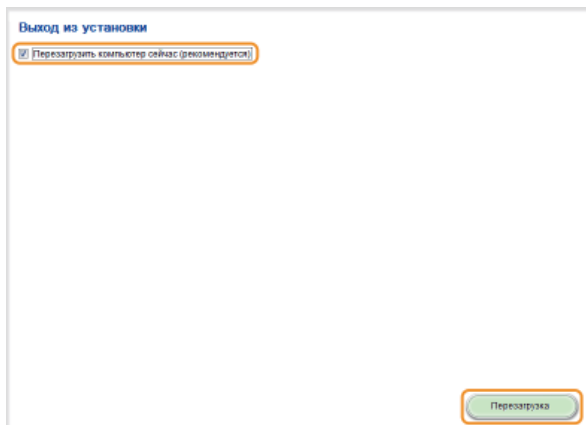 Выход из установки
Перезагрузить компьютер сейчас (рекомендуется)
Перезагрузка